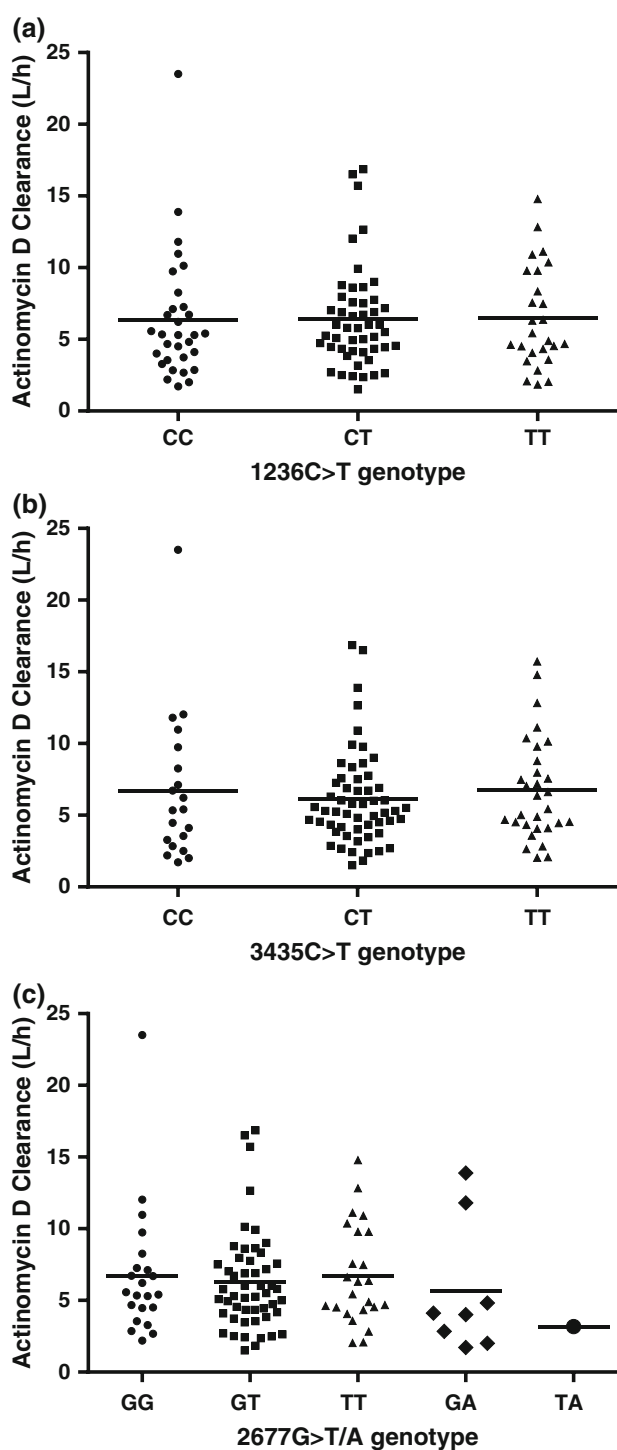 (a)
Actinomycin D Clearance (L/h)
25
20
15
10
5
0
CC CT TT
1236C>T genotype
(b)
Actinomycin D Clearance (L/h)
25
20
15
10
5
0
CC CT TT
3435C>T genotype
(c)
Actinomycin D Clearance (L/h)
25
20
15
10
5
0
GG GT TT GA TA
2677G>T/A genotype